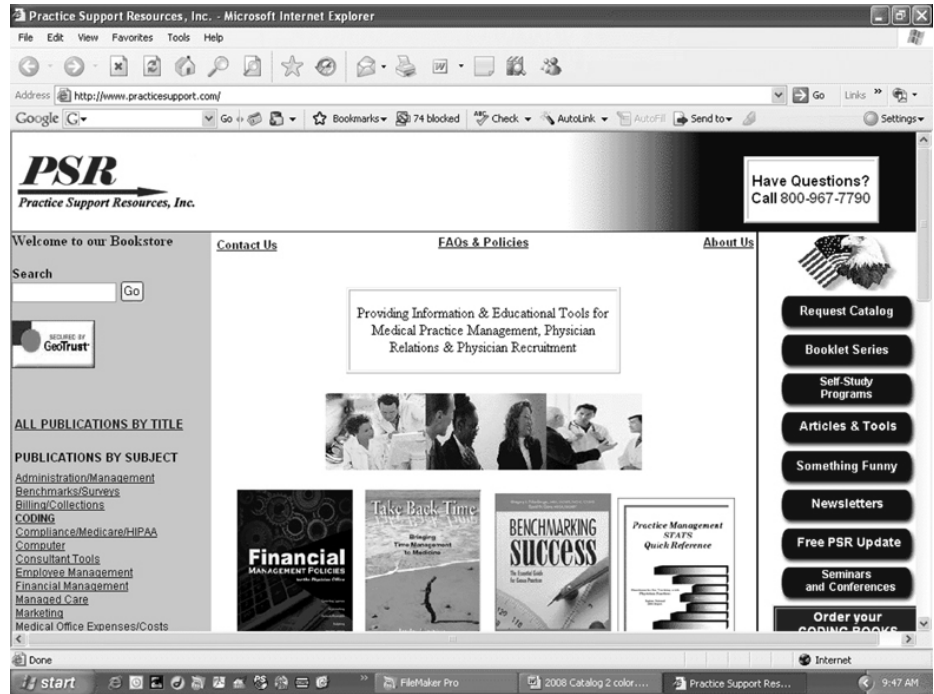 Practice Support Resources, Inc. - Microsoft Internet Explorer
File Edit View Favorites Tools Help
Address http://www.practicesupport.com/ Go Links »
Google G Go Bookmarks 74 blocked Check AutoLink AutoFill Send to Settings
PSR
Practice Support Resources, Inc.
Have Questions?
Call 800-967-7790
Welcome to our Bookstore
Search
Go
SECURED BY
GeoTrust
ALL PUBLICATIONS BY TITLE
PUBLICATIONS BY SUBJECT
Administration/Management
Benchmarks/Surveys
Billing/Collections
CODING
Compliance/Medicare/HIPAA
Computer
Consultant Tools
Employee Management
Financial Management
Managed Care
Marketing
Medical Office Expenses/Costs
Contact Us FAQs & Policies About Us
Providing Information & Educational Tools for
Medical Practice Management, Physician
Relations & Physician Recruitment
Financial
MANAGEMENT POLICIES
Take Back Time
Bringing
Time Management
to Medicine
BENCHMARKING
SUCCESS
The Essential Guide
for Group Practices
Practice Management
STATS
Quick Reference
Request Catalog
Booklet Series
Self-Study
Programs
Articles & Tools
Something Funny
Newsletters
Free PSR Update
Seminars
and Conferences
Order your
CODING BOOKS
Done Internet
start » FileMaker Pro 2008 Catalog 2 color.... Practice Support Res... 9:47 AM